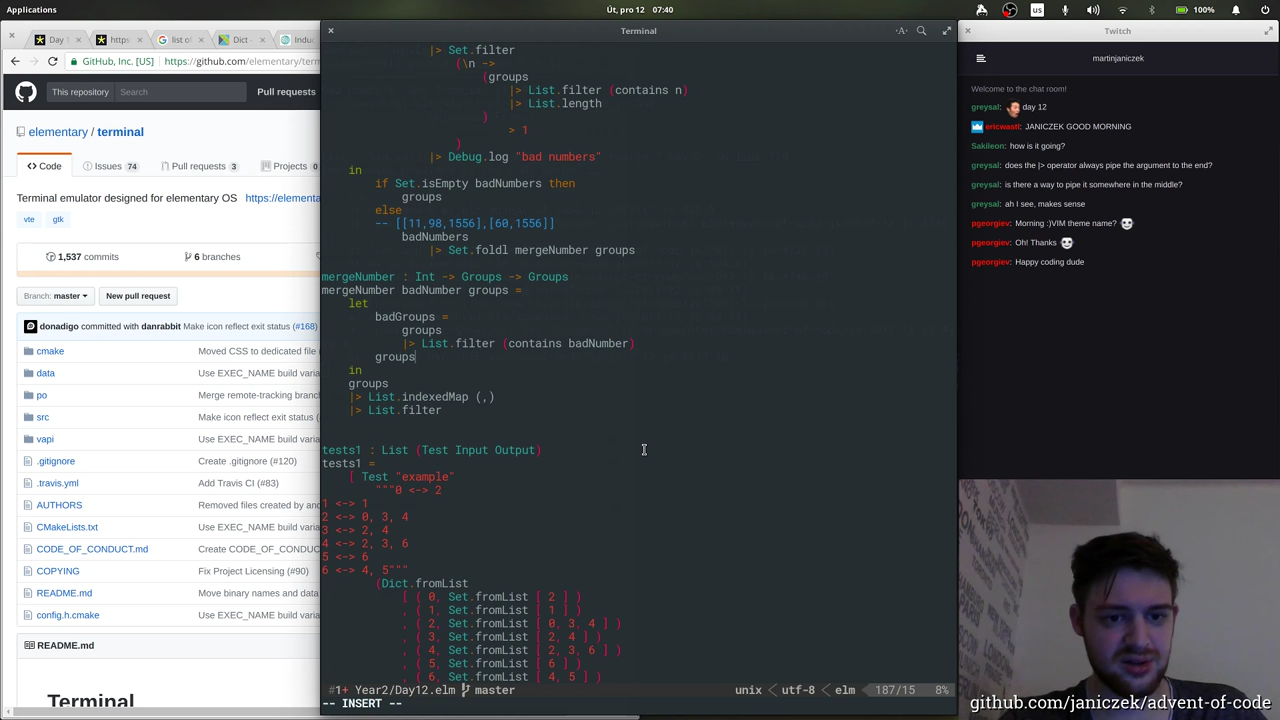 Applications
Út, pro 12 07:40
us
100%
Day 1
https
list of
Dict -
Induc
Terminal
A
Twitch
GitHub, Inc. [US]
https://github.com/elementary/term
This repository
Search
Pull requests
elementary / terminal
Code
Issues 74
Pull requests 3
Projects 0
Terminal emulator designed for elementary OS https://elementa
vte
gtk
1,537 commits
6 branches
Branch: master
New pull request
donadigo committed with danrabbit Make icon reflect exit status (#168)
cmake
Moved CSS to dedicated file
data
Use EXEC_NAME build varia
po
Merge remote-tracking branch
src
Make icon reflect exit status
vapi
Use EXEC_NAME build varia
.gitignore
Create .gitignore (#120)
.travis.yml
Add Travis CI (#83)
AUTHORS
Removed files created by and
CMakeLists.txt
Use EXEC_NAME build varia
CODE_OF_CONDUCT.md
Create CODE_OF_CONDUCT.m
COPYING
Fix Project Licensing (#90)
README.md
Move binary names and data
config.h.cmake
Use EXEC_NAME build varia
README.md
Terminal
|> Set.filter
(\n ->
(groups
|> List.filter (contains n)
|> List.length
)
> 1
)
|> Debug.log "bad numbers"
in
if Set.isEmpty badNumbers then
groups
else
-- [[11,98,1556],[60,1556]]
badNumbers
|> Set.foldl mergeNumber groups
mergeNumber : Int -> Groups -> Groups
mergeNumber badNumber groups =
let
badGroups =
groups
|> List.filter (contains badNumber)
groups
in
groups
|> List.indexedMap (,)
|> List.filter
tests1 : List (Test Input Output)
tests1 =
[ Test "example"
"""0 <-> 2
1 <-> 1
2 <-> 0, 3, 4
3 <-> 2, 4
4 <-> 2, 3, 6
5 <-> 6
6 <-> 4, 5"""
(Dict.fromList
[ ( 0, Set.fromList [ 2 ] )
, ( 1, Set.fromList [ 1 ] )
, ( 2, Set.fromList [ 0, 3, 4 ] )
, ( 3, Set.fromList [ 2, 4 ] )
, ( 4, Set.fromList [ 2, 3, 6 ] )
, ( 5, Set.fromList [ 6 ] )
, ( 6, Set.fromList [ 4, 5 ] )
#1+ Year2/Day12.elm master
unix < utf-8 < elm
187/15
8%
-- INSERT --
martinjaniczek
Welcome to the chat room!
greysal: day 12
ericwastl: JANICZEK GOOD MORNING
Sakileon: how is it going?
greysal: does the |> operator always pipe the argument to the end?
greysal: is there a way to pipe it somewhere in the middle?
greysal: ah I see, makes sense
pgeorgiev: Morning :)VIM theme name?
pgeorgiev: Oh! Thanks
pgeorgiev: Happy coding dude
github.com/janiczek/advent-of-code